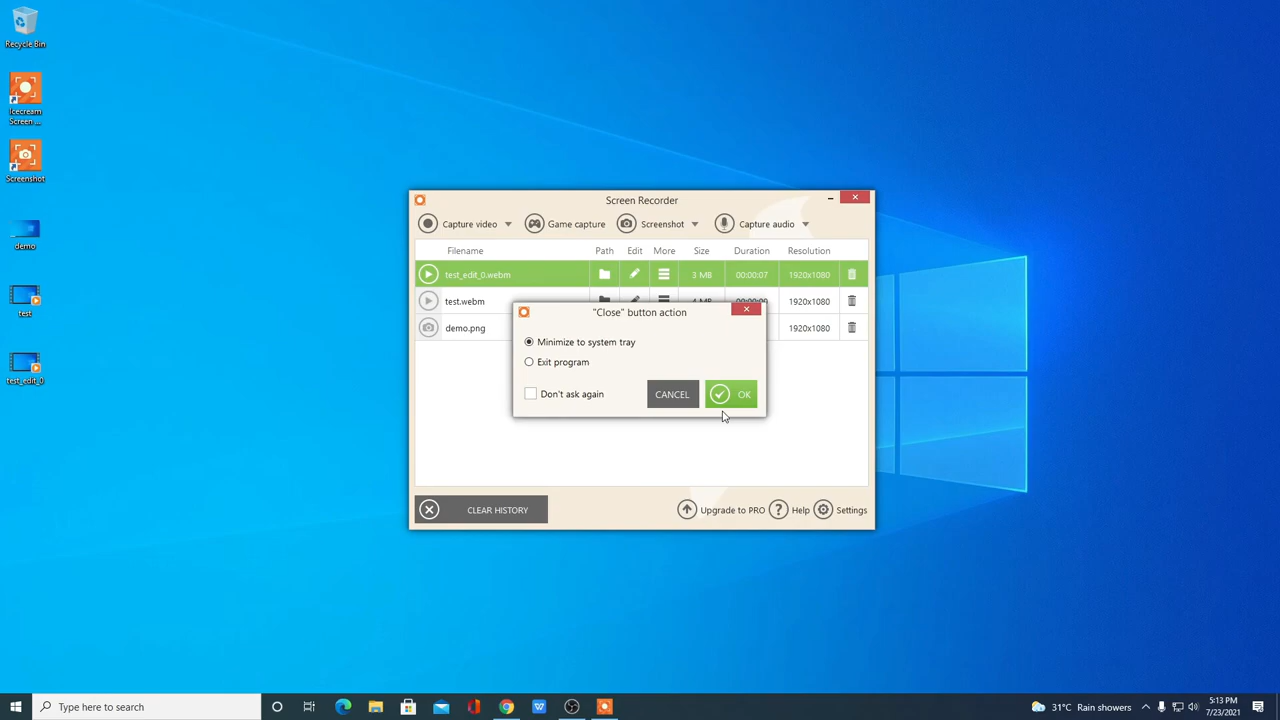 Recycle Bin
Icecream
Screen ...
Screenshot
demo
test
test_edit_0
Screen Recorder
Capture video
Game capture
Screenshot
Capture audio
Filename Path Edit More Size Duration Resolution
test_edit_0.webm 3 MB 00:00:07 1920x1080
test.webm 1920x1080
demo.png 1920x1080
"Close" button action
Minimize to system tray
Exit program
Don't ask again
CANCEL
OK
CLEAR HISTORY
Upgrade to PRO
? Help
Settings
Type here to search
31°C Rain showers
5:13 PM
7/23/2021